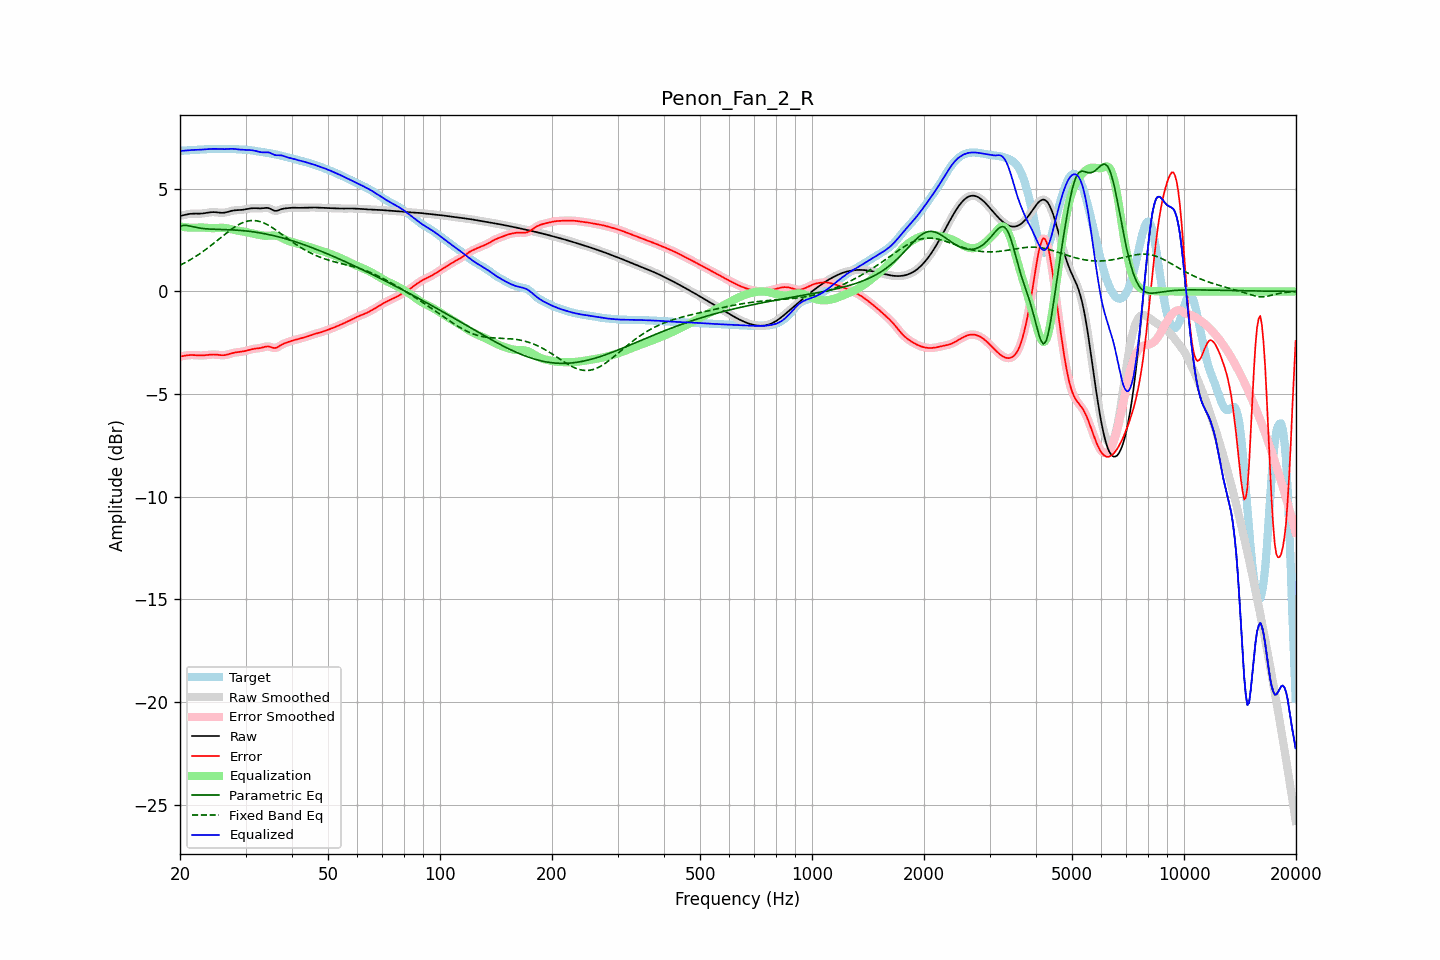 Penon_Fan_2_R
Amplitude (dBr)
5
0
−5
−10
−15
−20
−25
Target
Raw Smoothed
Error Smoothed
Raw
Error
Equalization
Parametric Eq
Fixed Band Eq
Equalized
20 50 100 200 500 1000 2000 5000 10000 20000
Frequency (Hz)